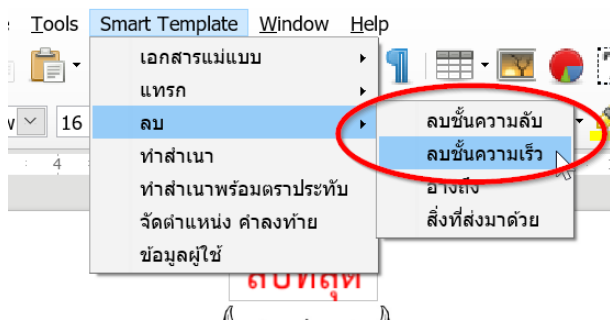 Tools Smart Template Window Help
เอกสารแม่แบบ
แทรก
16
ลบ
ลบชั้นความลับ
ทำสำเนา
ลบชั้นความเร็ว
ทำสำเนาพร้อมตราประทับ
อ้างถึง
จัดตำแหน่ง คำลงท้าย
สิ่งที่ส่งมาด้วย
ข้อมูลผู้ใช้
4